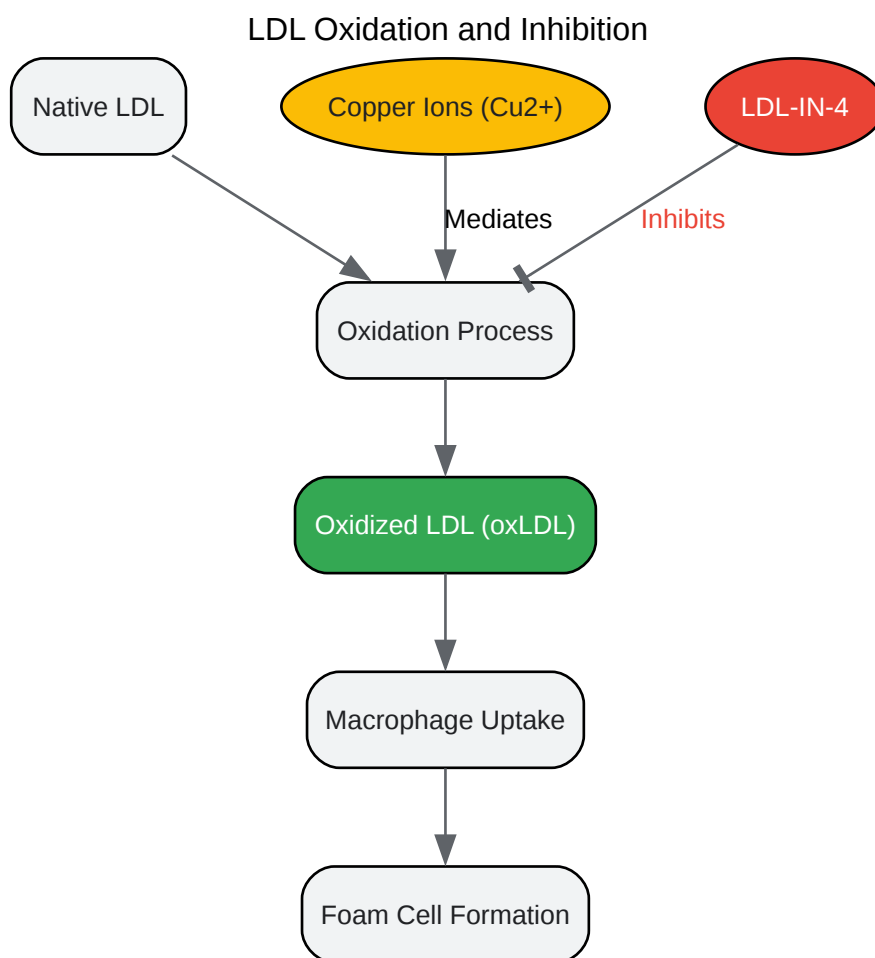 LDL Oxidation and Inhibition
Native LDL
Copper Ions (Cu2+)
LDL-IN-4
Mediates
Inhibits
Oxidation Process
Oxidized LDL (oxLDL)
Macrophage Uptake
Foam Cell Formation